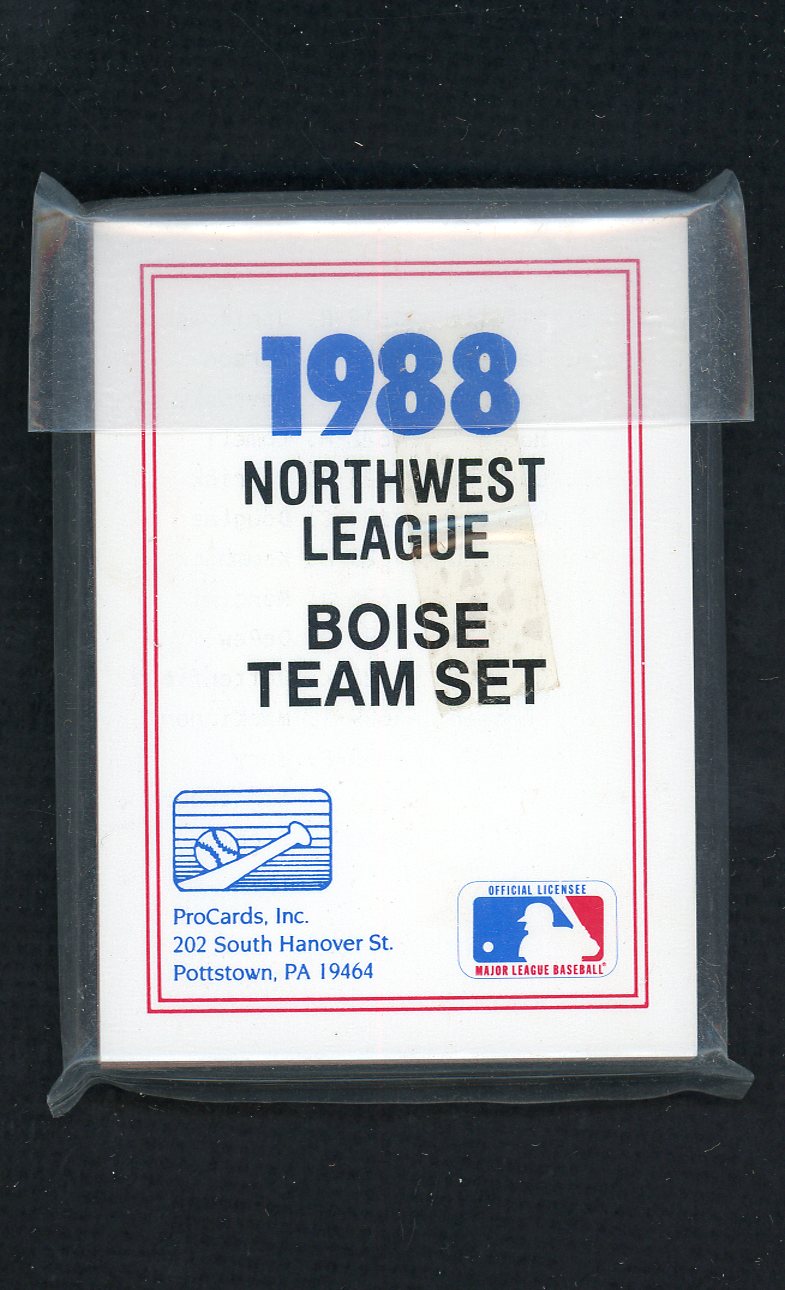 1988
NORTHWEST
LEAGUE
BOISE
TEAM SET
ProCards, Inc.
202 South Hanover St.
Pottstown, PA 19464
OFFICIAL LICENSEE
MAJOR LEAGUE BASEBALL®